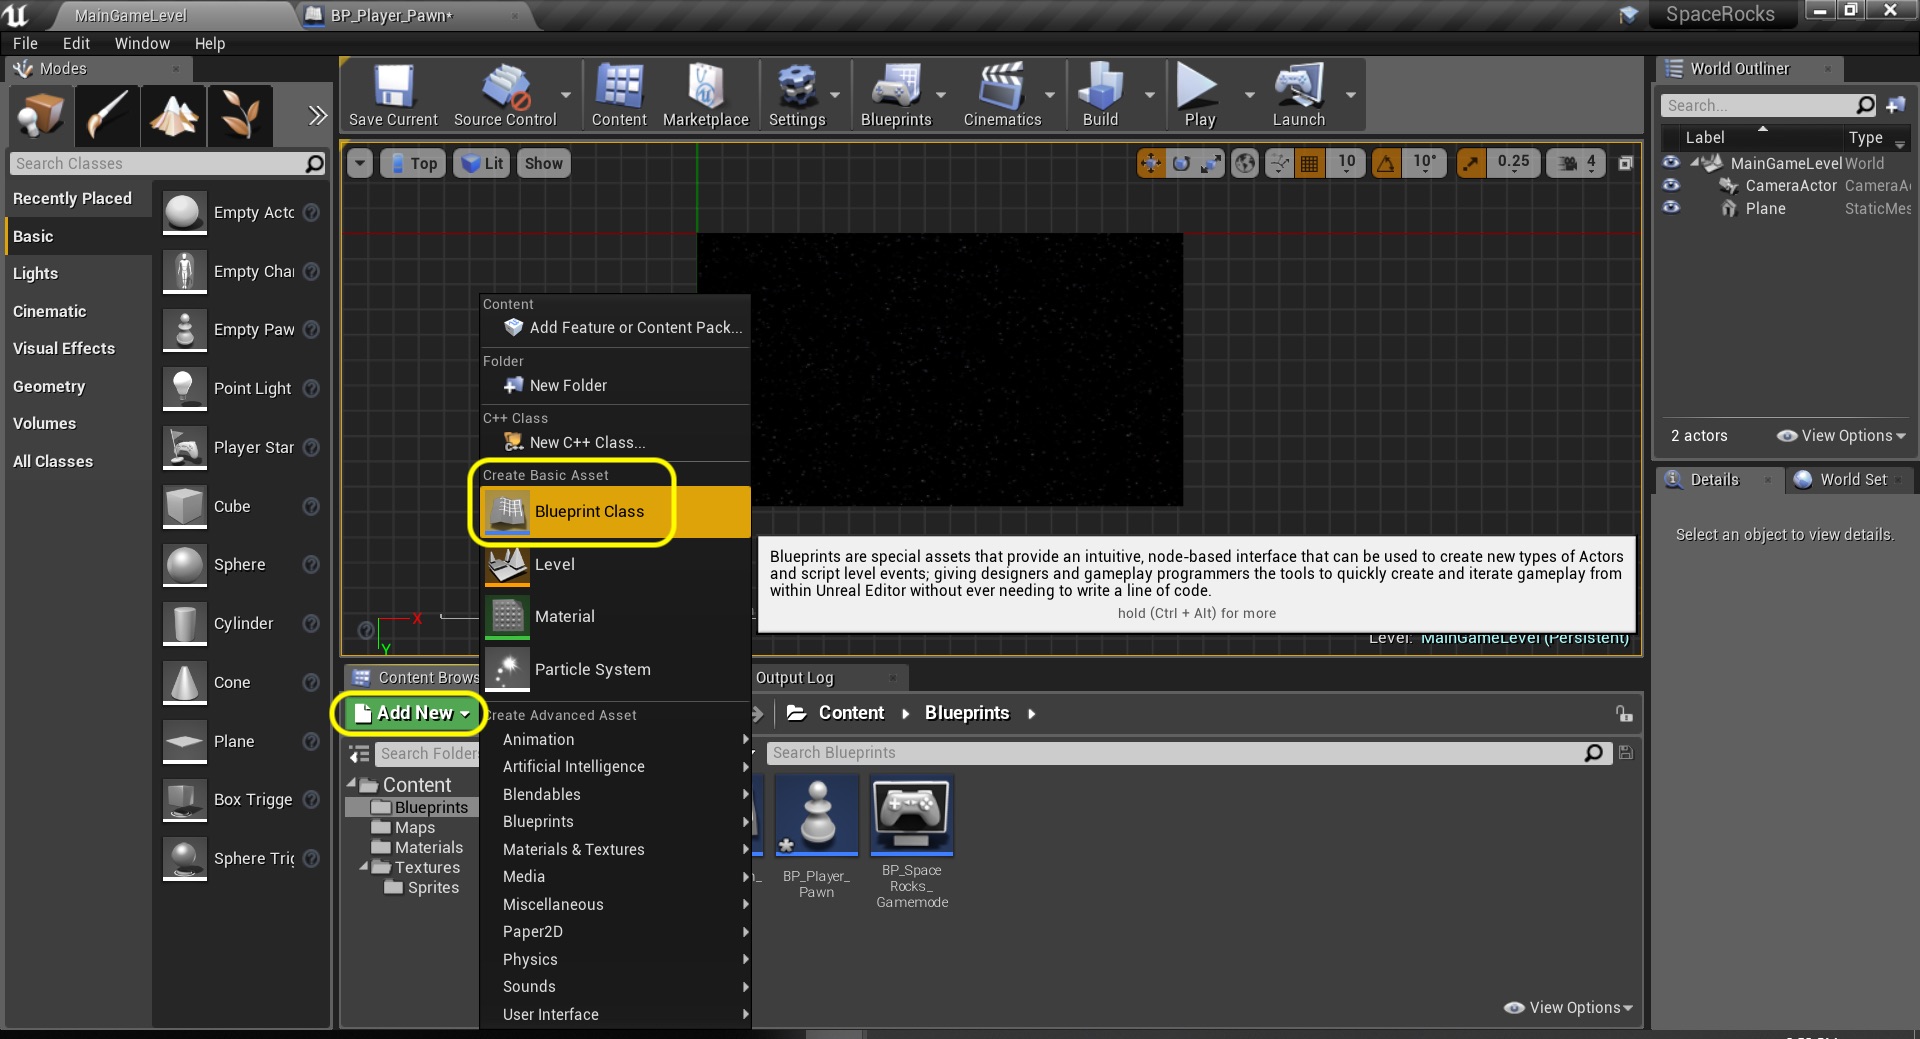 MainGameLevel
BP_Player_Pawn*
SpaceRocks
File Edit Window Help
Modes
Save Current
Source Control
Content
Marketplace
Settings
Blueprints
Cinematics
Build
Play
Launch
Search Classes
Recently Placed
Basic
Lights
Cinematic
Visual Effects
Geometry
Volumes
All Classes
Empty Acto
Empty Char
Empty Paw
Point Light
Player Star
Cube
Sphere
Cylinder
Cone
Plane
Box Trigge
Sphere Trig
Top
Lit
Show
10
10°
0.25
4
Content
Add Feature or Content Pack...
Folder
New Folder
C++ Class
New C++ Class...
Create Basic Asset
Blueprint Class
Level
Material
Particle System
Create Advanced Asset
Animation
Artificial Intelligence
Blendables
Blueprints
Materials & Textures
Media
Miscellaneous
Paper2D
Physics
Sounds
User Interface
Blueprints are special assets that provide an intuitive, node-based interface that can be used to create new types of Actors
and script level events; giving designers and gameplay programmers the tools to quickly create and iterate gameplay from
within Unreal Editor without ever needing to write a line of code.
hold (Ctrl + Alt) for more
X
Y
Level: MainGameLevel (Persistent)
Content Brows
Output Log
Add New
Content
Blueprints
Search Folders
Search Blueprints
Content
Blueprints
Maps
Materials
Textures
Sprites
BP_Player_
Pawn
BP_Space
Rocks_
Gamemode
View Options
World Outliner
Search...
Label
Type
MainGameLevel World
CameraActor CameraAc
Plane StaticMes
2 actors
View Options
Details
World Set
Select an object to view details.